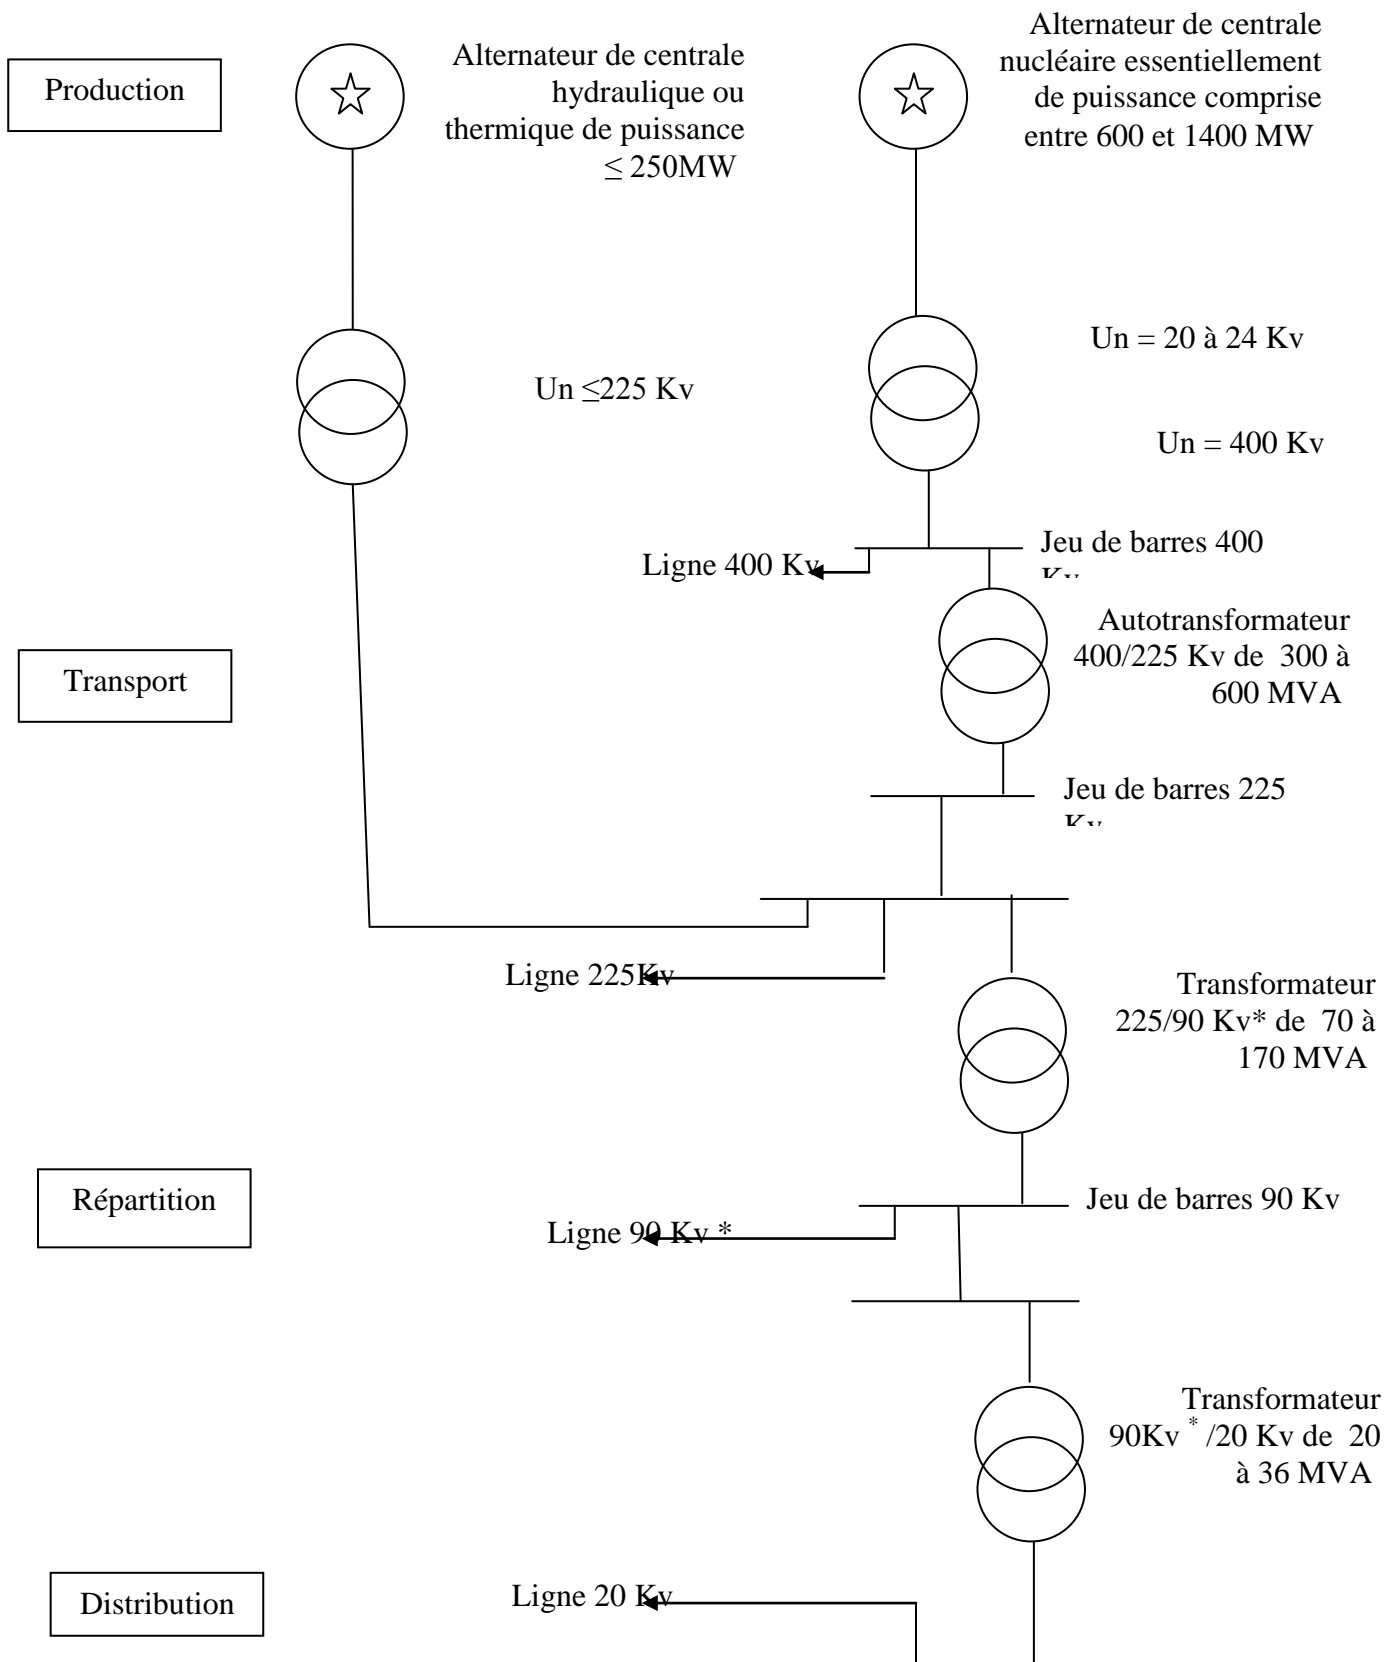 Production
Alternateur de centrale
hydraulique ou
thermique de puissance
≤ 250MW
Alternateur de centrale
nucléaire essentiellement
de puissance comprise
entre 600 et 1400 MW
Un = 20 à 24 Kv
Un ≤225 Kv
Un = 400 Kv
Ligne 400 Kv
Jeu de barres 400
Kv
Transport
Autotransformateur
400/225 Kv de 300 à
600 MVA
Jeu de barres 225
Kv
Ligne 225Kv
Transformateur
225/90 Kv* de 70 à
170 MVA
Répartition
Jeu de barres 90 Kv
Ligne 90 Kv *
Transformateur
90Kv * /20 Kv de 20
à 36 MVA
Distribution
Ligne 20 Kv